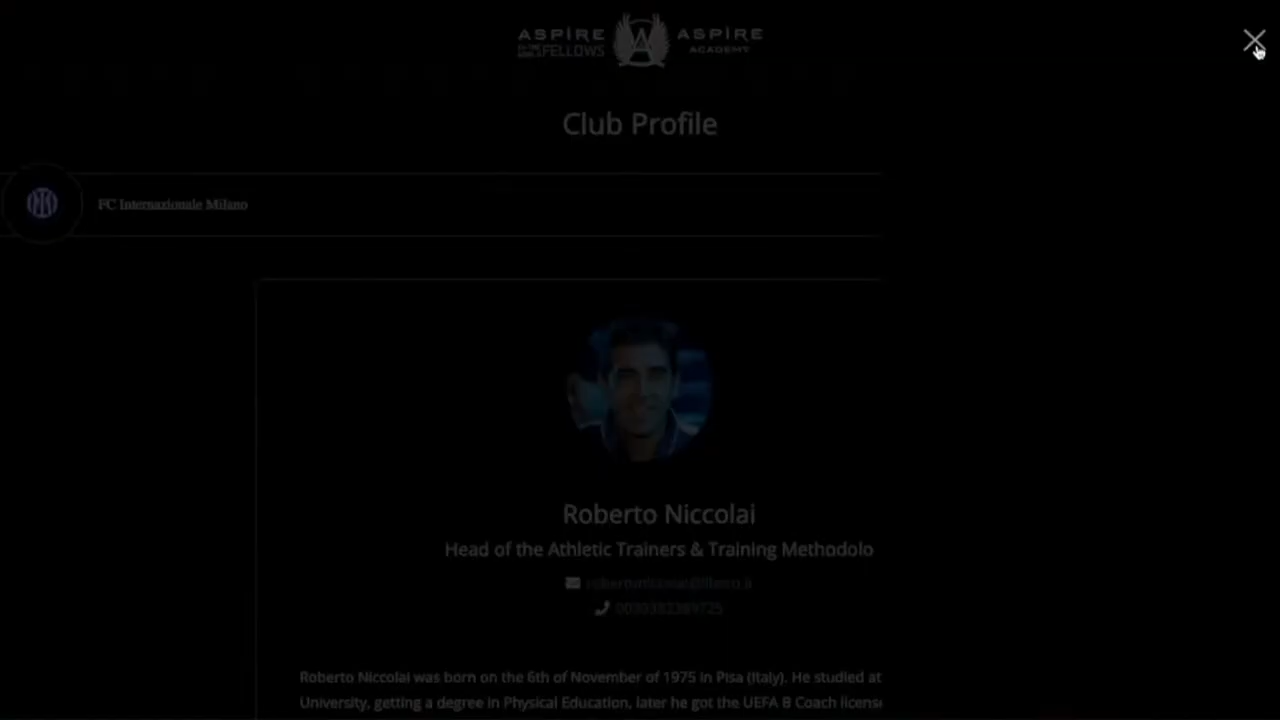 ASPIRE
FELLOWS
ASPIRE
ACADEMY
Club Profile
FC Internazionale Milano
Roberto Niccolai
Head of the Athletic Trainers & Training Methodolo
Roberto Niccolai was born on the 6th of November of 1975 in Pisa (Italy). He studied at
University, getting a degree in Physical Education, later he got the UEFA B Coach license